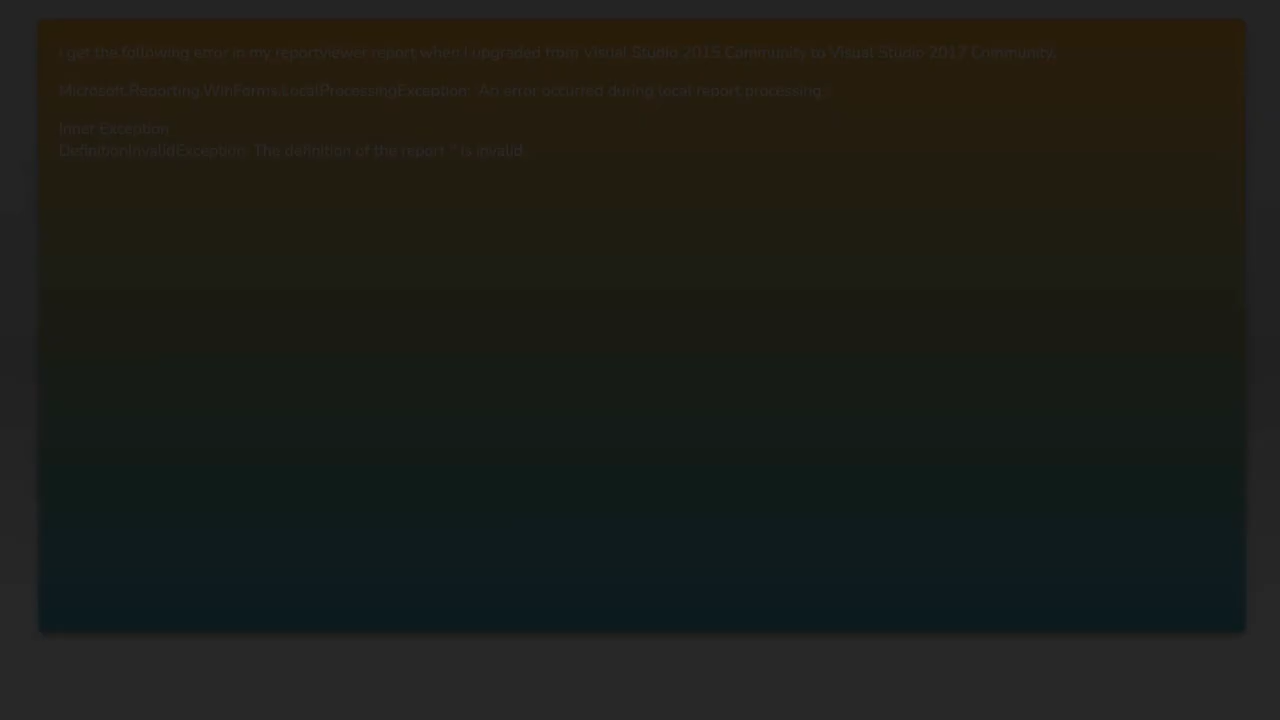 I get the following error in my reportviewer report when I upgraded from Visual Studio 2015 Community to Visual Studio 2017 Community.
Microsoft.Reporting.WinForms.LocalProcessingException: 'An error occurred during local report processing.'
Inner Exception
DefinitionInvalidException: The definition of the report '' is invalid.